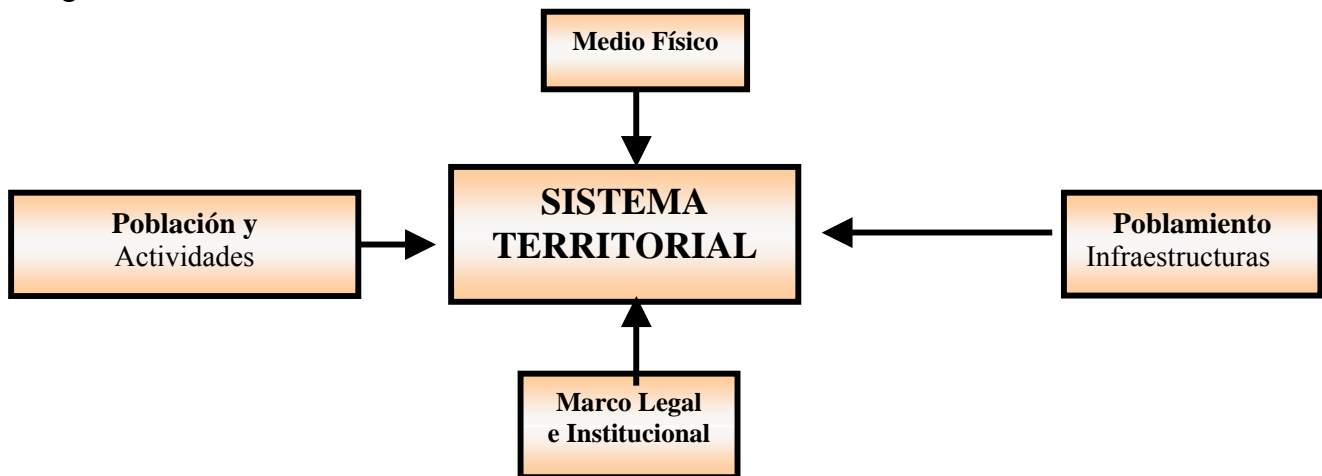 Medio Físico
Población y
Actividades
SISTEMA
TERRITORIAL
Poblamiento
Infraestructuras
Marco Legal
e Institucional